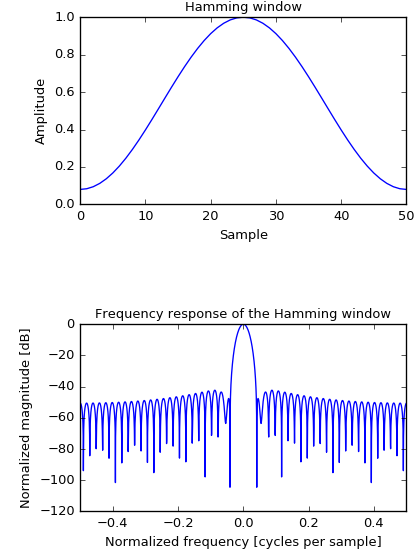 Hamming window
1.0
0.8
0.6
0.4
0.2
0.0
Amplitude
0 10 20 30 40 50
Sample
Frequency response of the Hamming window
0
−20
−40
−60
−80
−100
−120
Normalized magnitude [dB]
−0.4 −0.2 0.0 0.2 0.4
Normalized frequency [cycles per sample]